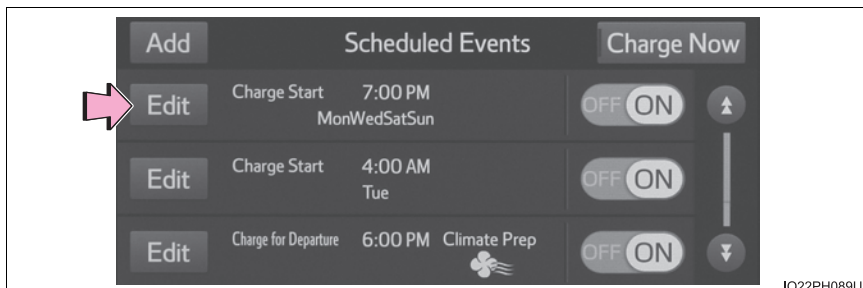 Add Scheduled Events Charge Now
Edit Charge Start 7:00 PM OFF ON
MonWedSatSun
Edit Charge Start 4:00 AM OFF ON
Tue
Edit Charge for Departure 6:00 PM Climate Prep OFF ON
IO22PH089U